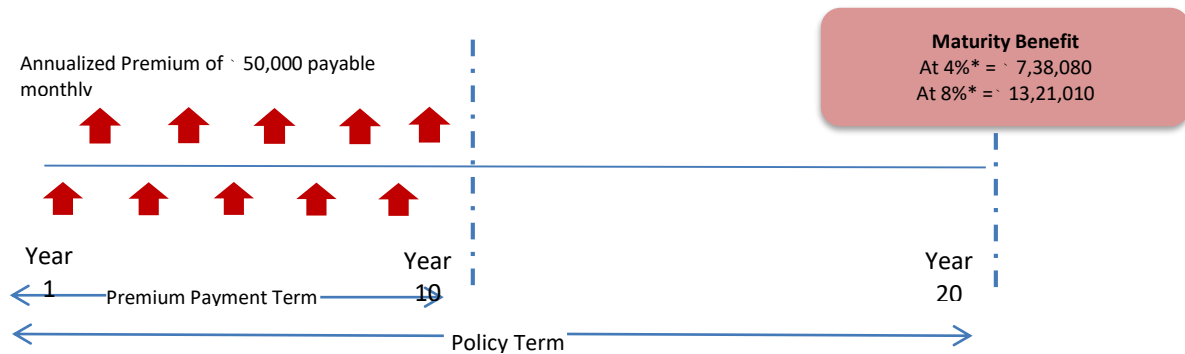 Annualized Premium of ` 50,000 payable
monthly
Maturity Benefit
At 4%* = ` 7,38,080
At 8%* =` 13,21,010
Year
1
Year
10
Year
20
Premium Payment Term
Policy Term